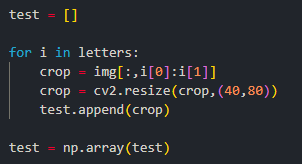 test = []
for i in letters:
    crop = img[:,i[0]:i[1]]
    crop = cv2.resize(crop,(40,80))
    test.append(crop)
test = np.array(test)